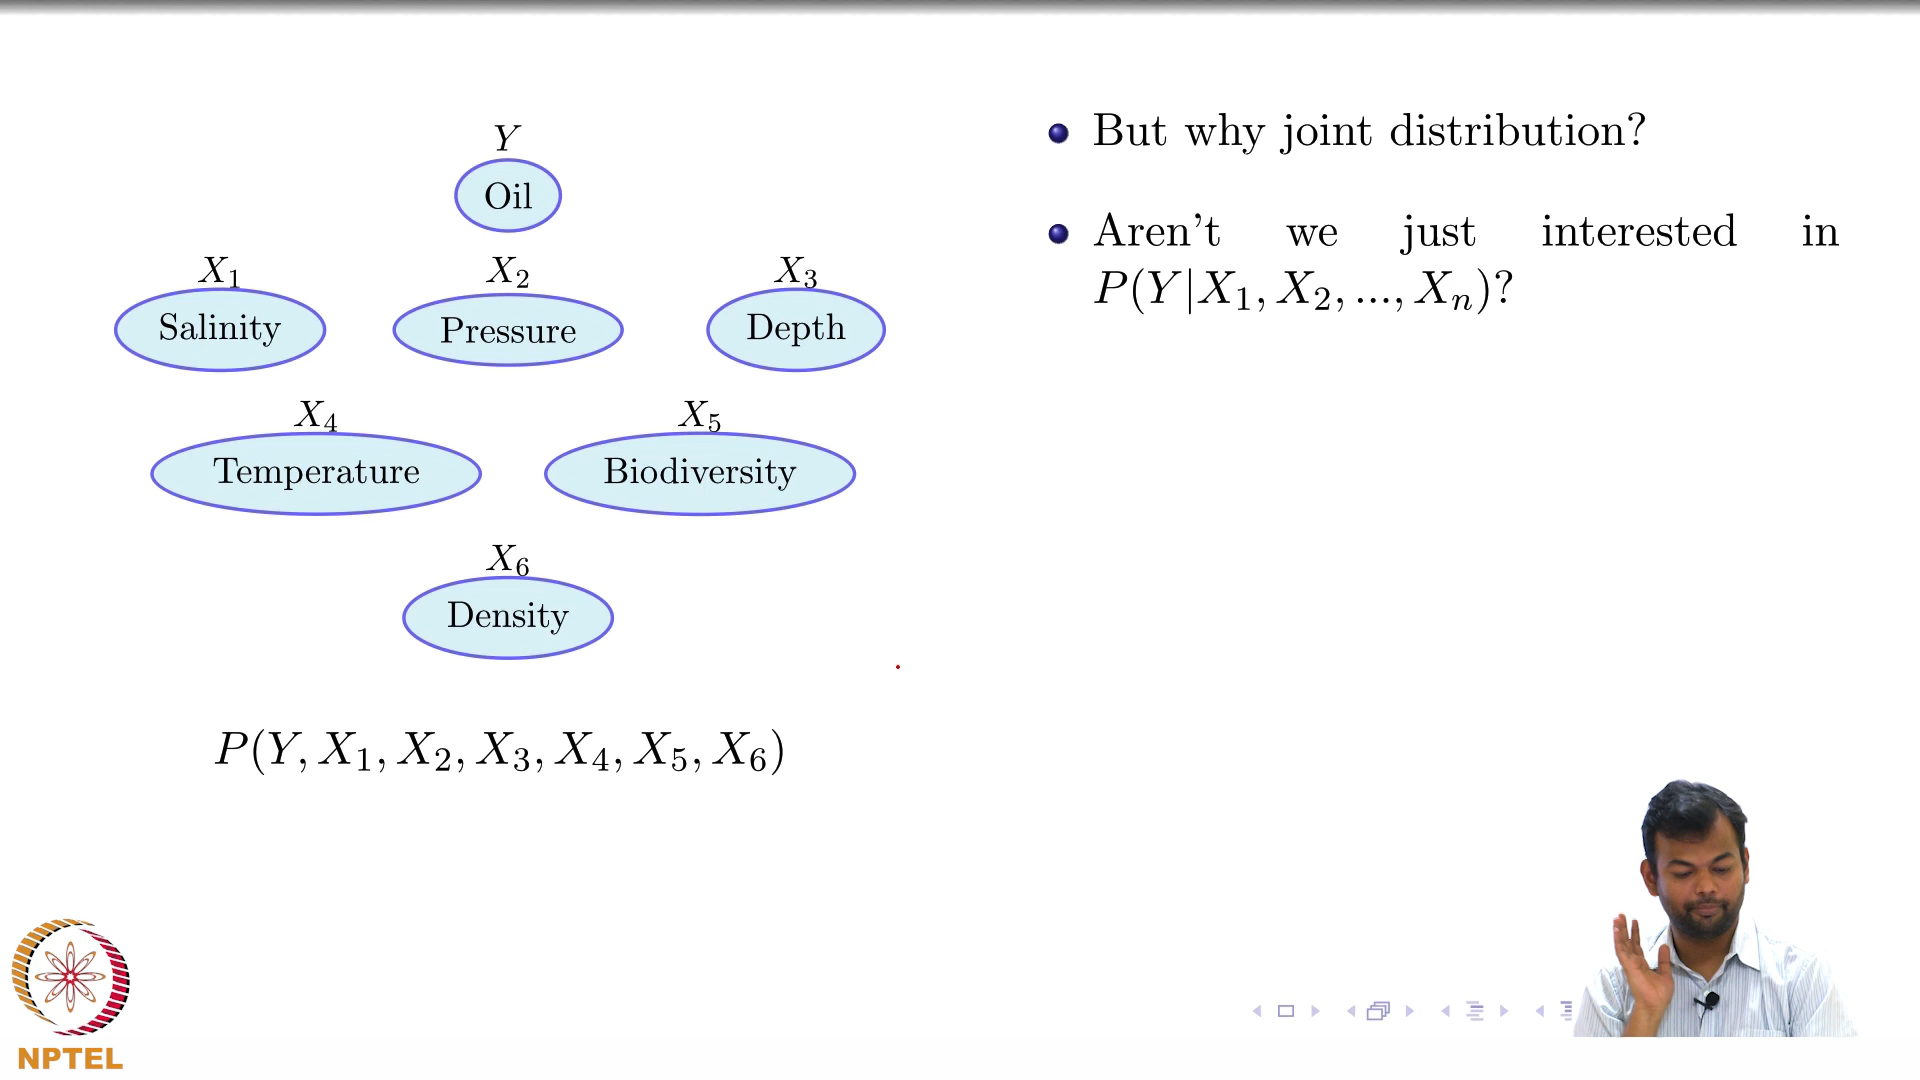 Y
Oil
X₁ X₂ X₃
Salinity Pressure Depth
X₄ X₅
Temperature Biodiversity
X₆
Density
P(Y, X₁, X₂, X₃, X₄, X₅, X₆)
But why joint distribution?
Aren't we just interested in
P(Y|X₁, X₂, ..., Xₙ)?
NPTEL